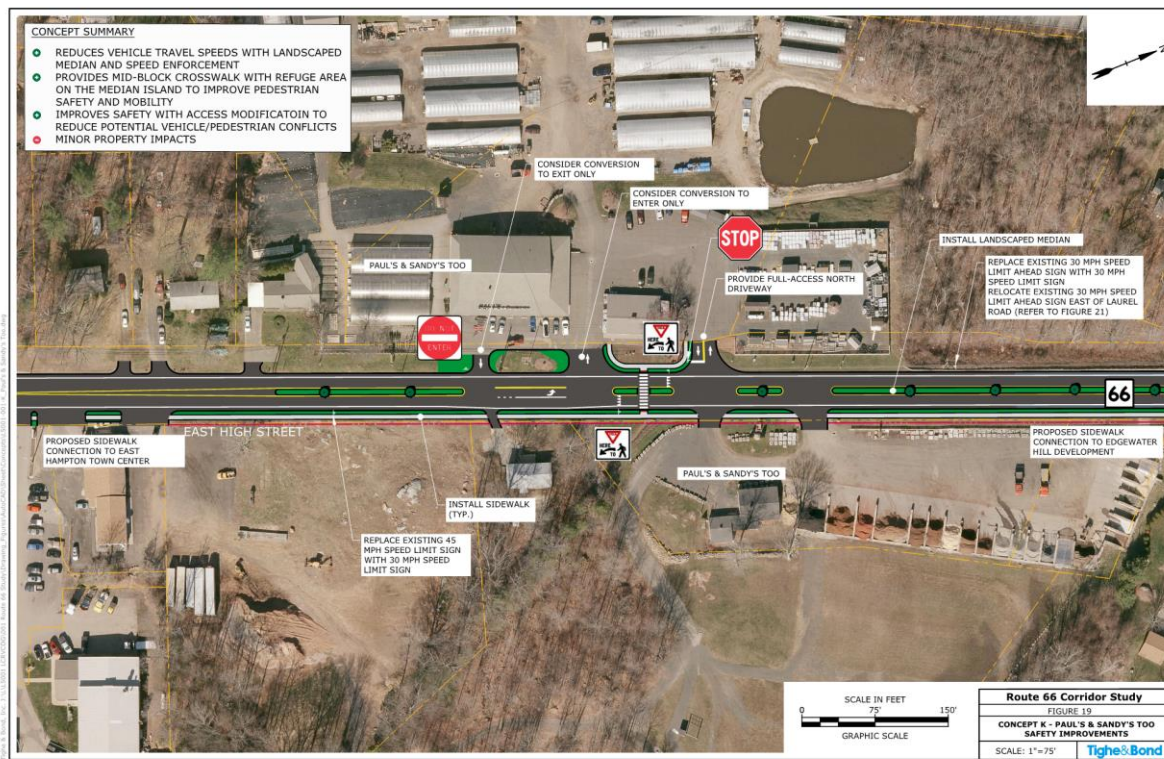 CONCEPT SUMMARY
REDUCES VEHICLE TRAVEL SPEEDS WITH LANDSCAPED
MEDIAN AND SPEED ENFORCEMENT
PROVIDES MID-BLOCK CROSSWALK WITH REFUGE AREA
ON THE MEDIAN ISLAND TO IMPROVE PEDESTRIAN
SAFETY AND MOBILITY
IMPROVES SAFETY WITH ACCESS MODIFICATOIN TO
REDUCE POTENTIAL VEHICLE/PEDESTRIAN CONFLICTS
MINOR PROPERTY IMPACTS
CONSIDER CONVERSION
TO EXIT ONLY
CONSIDER CONVERSION TO
ENTER ONLY
STOP
INSTALL LANDSCAPED MEDIAN
REPLACE EXISTING 30 MPH SPEED
LIMIT AHEAD SIGN WITH 30 MPH
SPEED LIMIT SIGN
RELOCATE EXISTING 30 MPH SPEED
LIMIT AHEAD SIGN EAST OF LAUREL
ROAD (REFER TO FIGURE 21)
PAUL'S & SANDY'S TOO
PROVIDE FULL-ACCESS NORTH
DRIVEWAY
ENTER
HERE
TO
66
EAST HIGH STREET
PROPOSED SIDEWALK
CONNECTION TO EAST
HAMPTON TOWN CENTER
HERE
TO
PROPOSED SIDEWALK
CONNECTION TO EDGEWATER
HILL DEVELOPMENT
PAUL'S & SANDY'S TOO
INSTALL SIDEWALK
(TYP.)
REPLACE EXISTING 45
MPH SPEED LIMIT SIGN
WITH 30 MPH SPEED
LIMIT SIGN
SCALE IN FEET
0 75' 150'
GRAPHIC SCALE
Route 66 Corridor Study
FIGURE 19
CONCEPT K - PAUL'S & SANDY'S TOO
SAFETY IMPROVEMENTS
SCALE: 1"=75'
Tighe&Bond